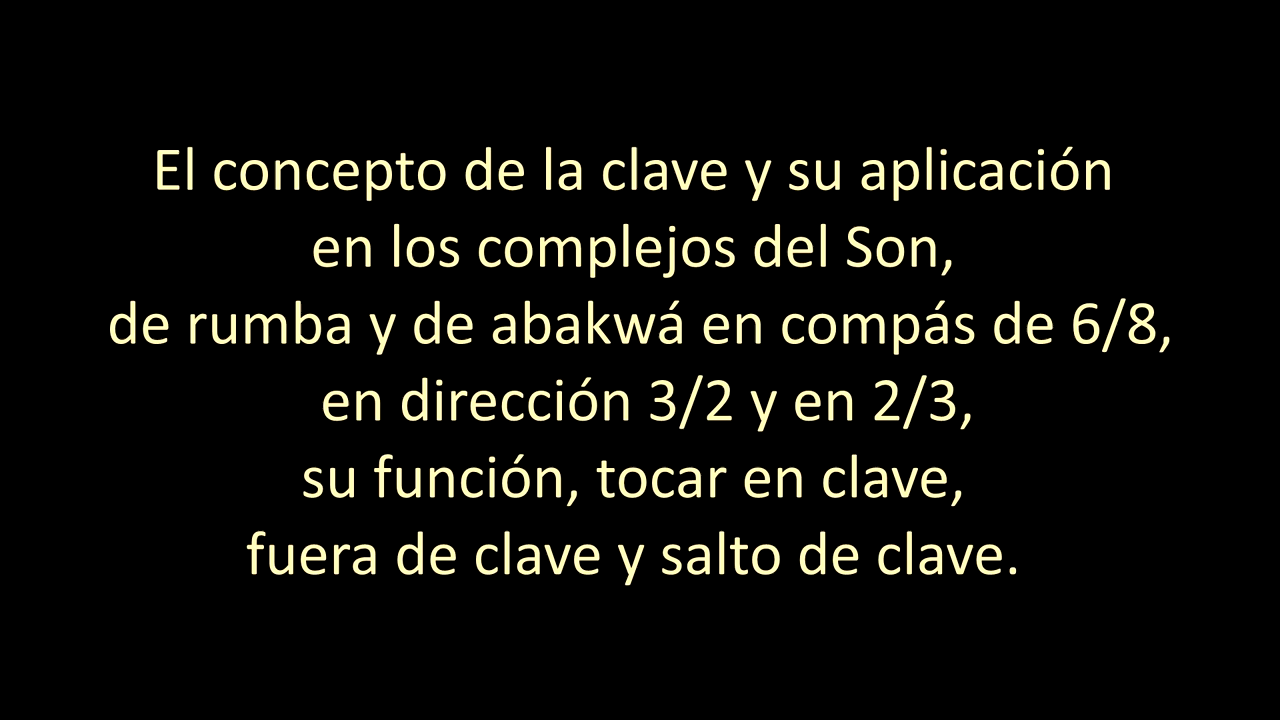 El concepto de la clave y su aplicación
en los complejos del Son,
de rumba y de abakwá en compás de 6/8,
en dirección 3/2 y en 2/3,
su función, tocar en clave,
fuera de clave y salto de clave.